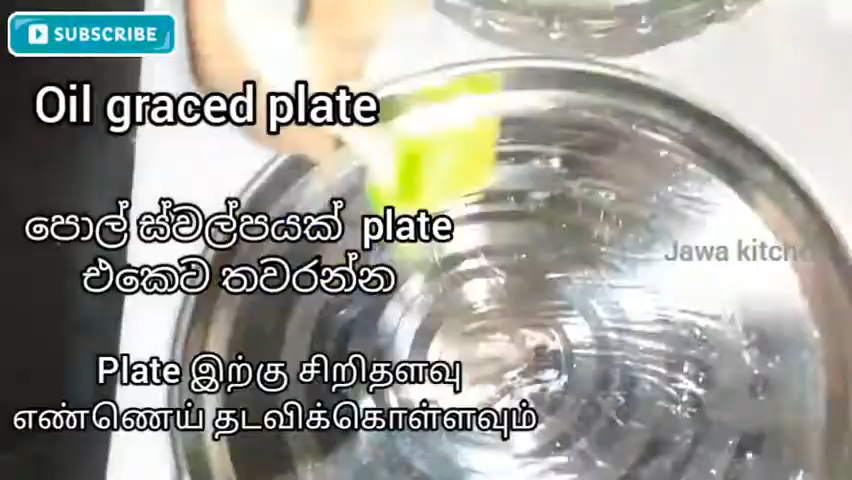 SUBSCRIBE
Oil graced plate
පොල් ස්වල්පයක් plate
එකෙට තවරන්න
Jawa kitch
Plate இற்கு சிறிதளவு
எண்ணெய் தடவிக்கொள்ளவும்